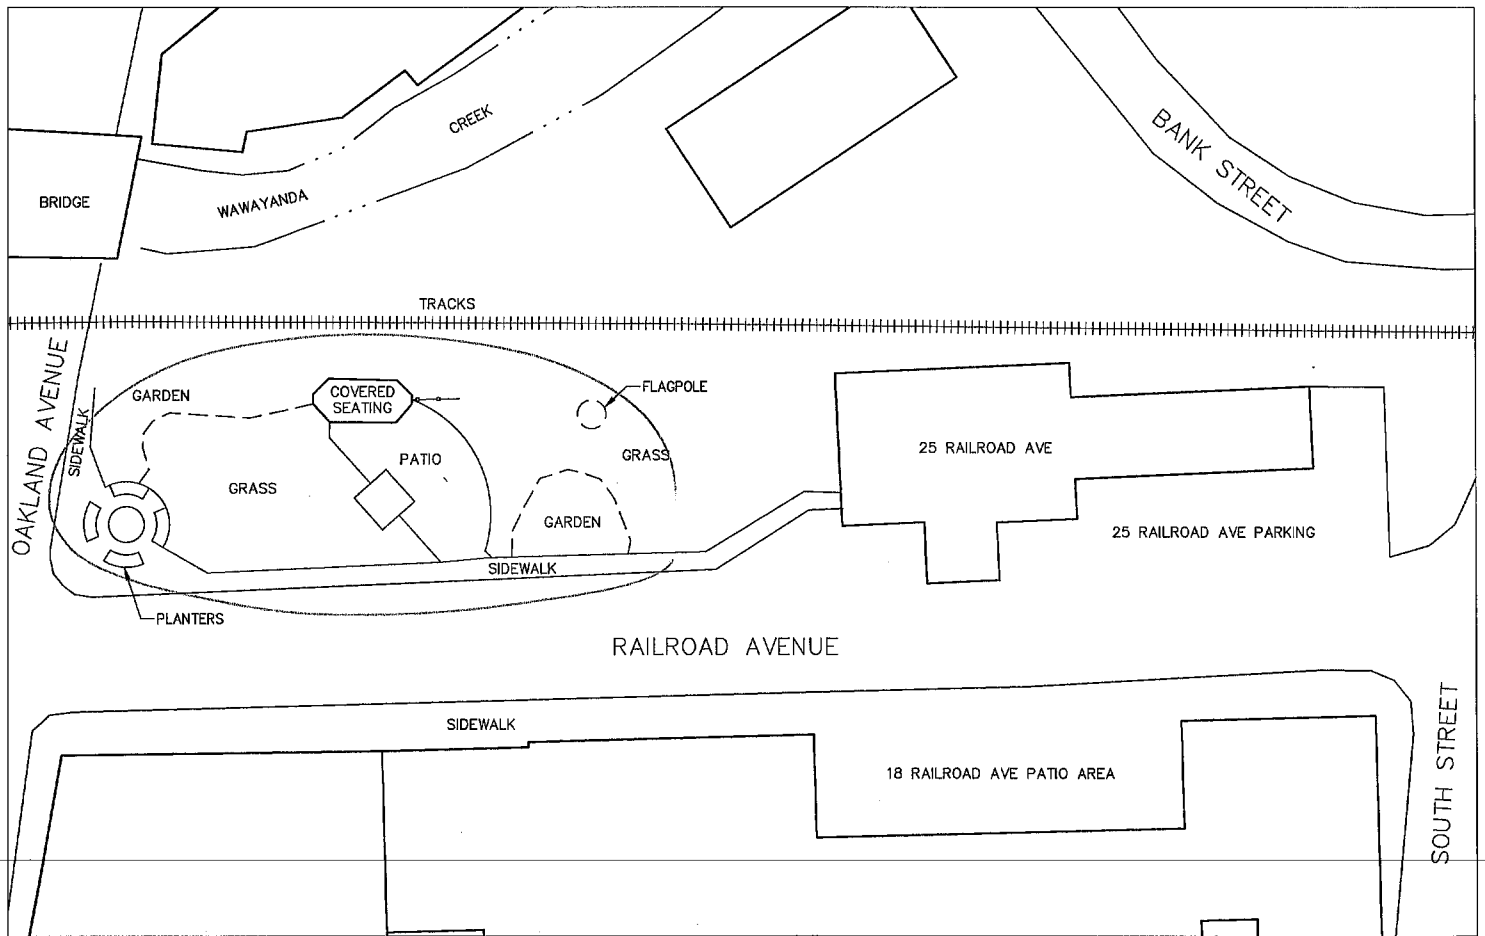 CREEK
BANK STREET
BRIDGE
WAWAYANDA
TRACKS
OAKLAND AVENUE
SIDEWALK
GARDEN
COVERED
SEATING
FLAGPOLE
PATIO
GRASS
GRASS
25 RAILROAD AVE
GARDEN
25 RAILROAD AVE PARKING
SIDEWALK
PLANTERS
RAILROAD AVENUE
SIDEWALK
18 RAILROAD AVE PATIO AREA
SOUTH STREET